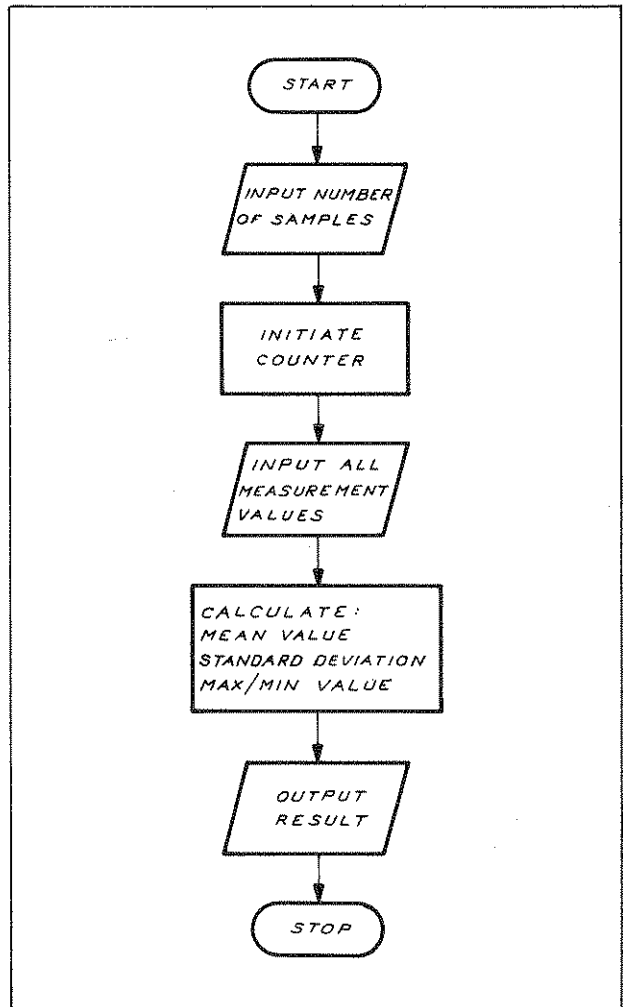 START
INPUT NUMBER
OF SAMPLES
INITIATE
COUNTER
INPUT ALL
MEASUREMENT
VALUES
CALCULATE:
MEAN VALUE
STANDARD DEVIATION
MAX/MIN VALUE
OUTPUT
RESULT
STOP